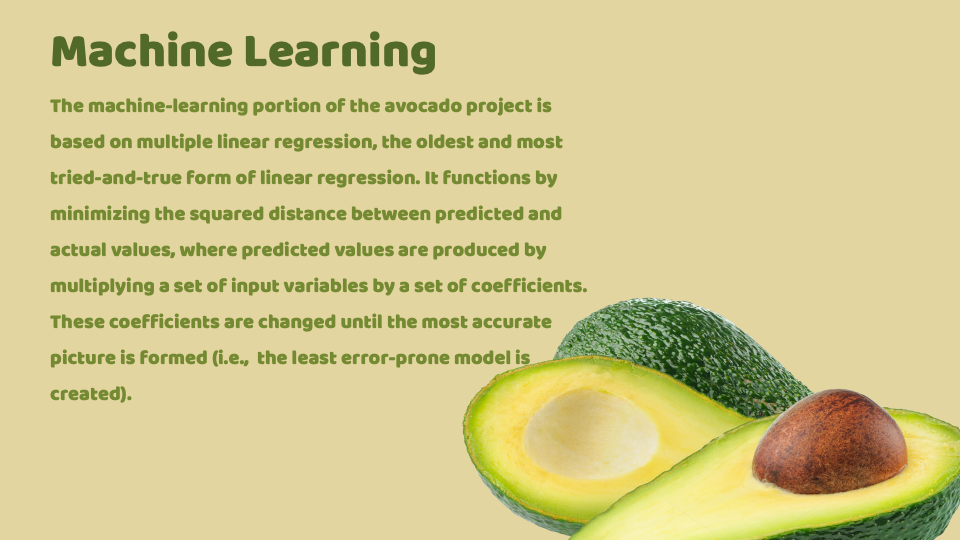 Machine Learning
The machine-learning portion of the avocado project is
based on multiple linear regression, the oldest and most
tried-and-true form of linear regression. It functions by
minimizing the squared distance between predicted and
actual values, where predicted values are produced by
multiplying a set of input variables by a set of coefficients.
These coefficients are changed until the most accurate
picture is formed (i.e.,  the least error-prone model is
created).